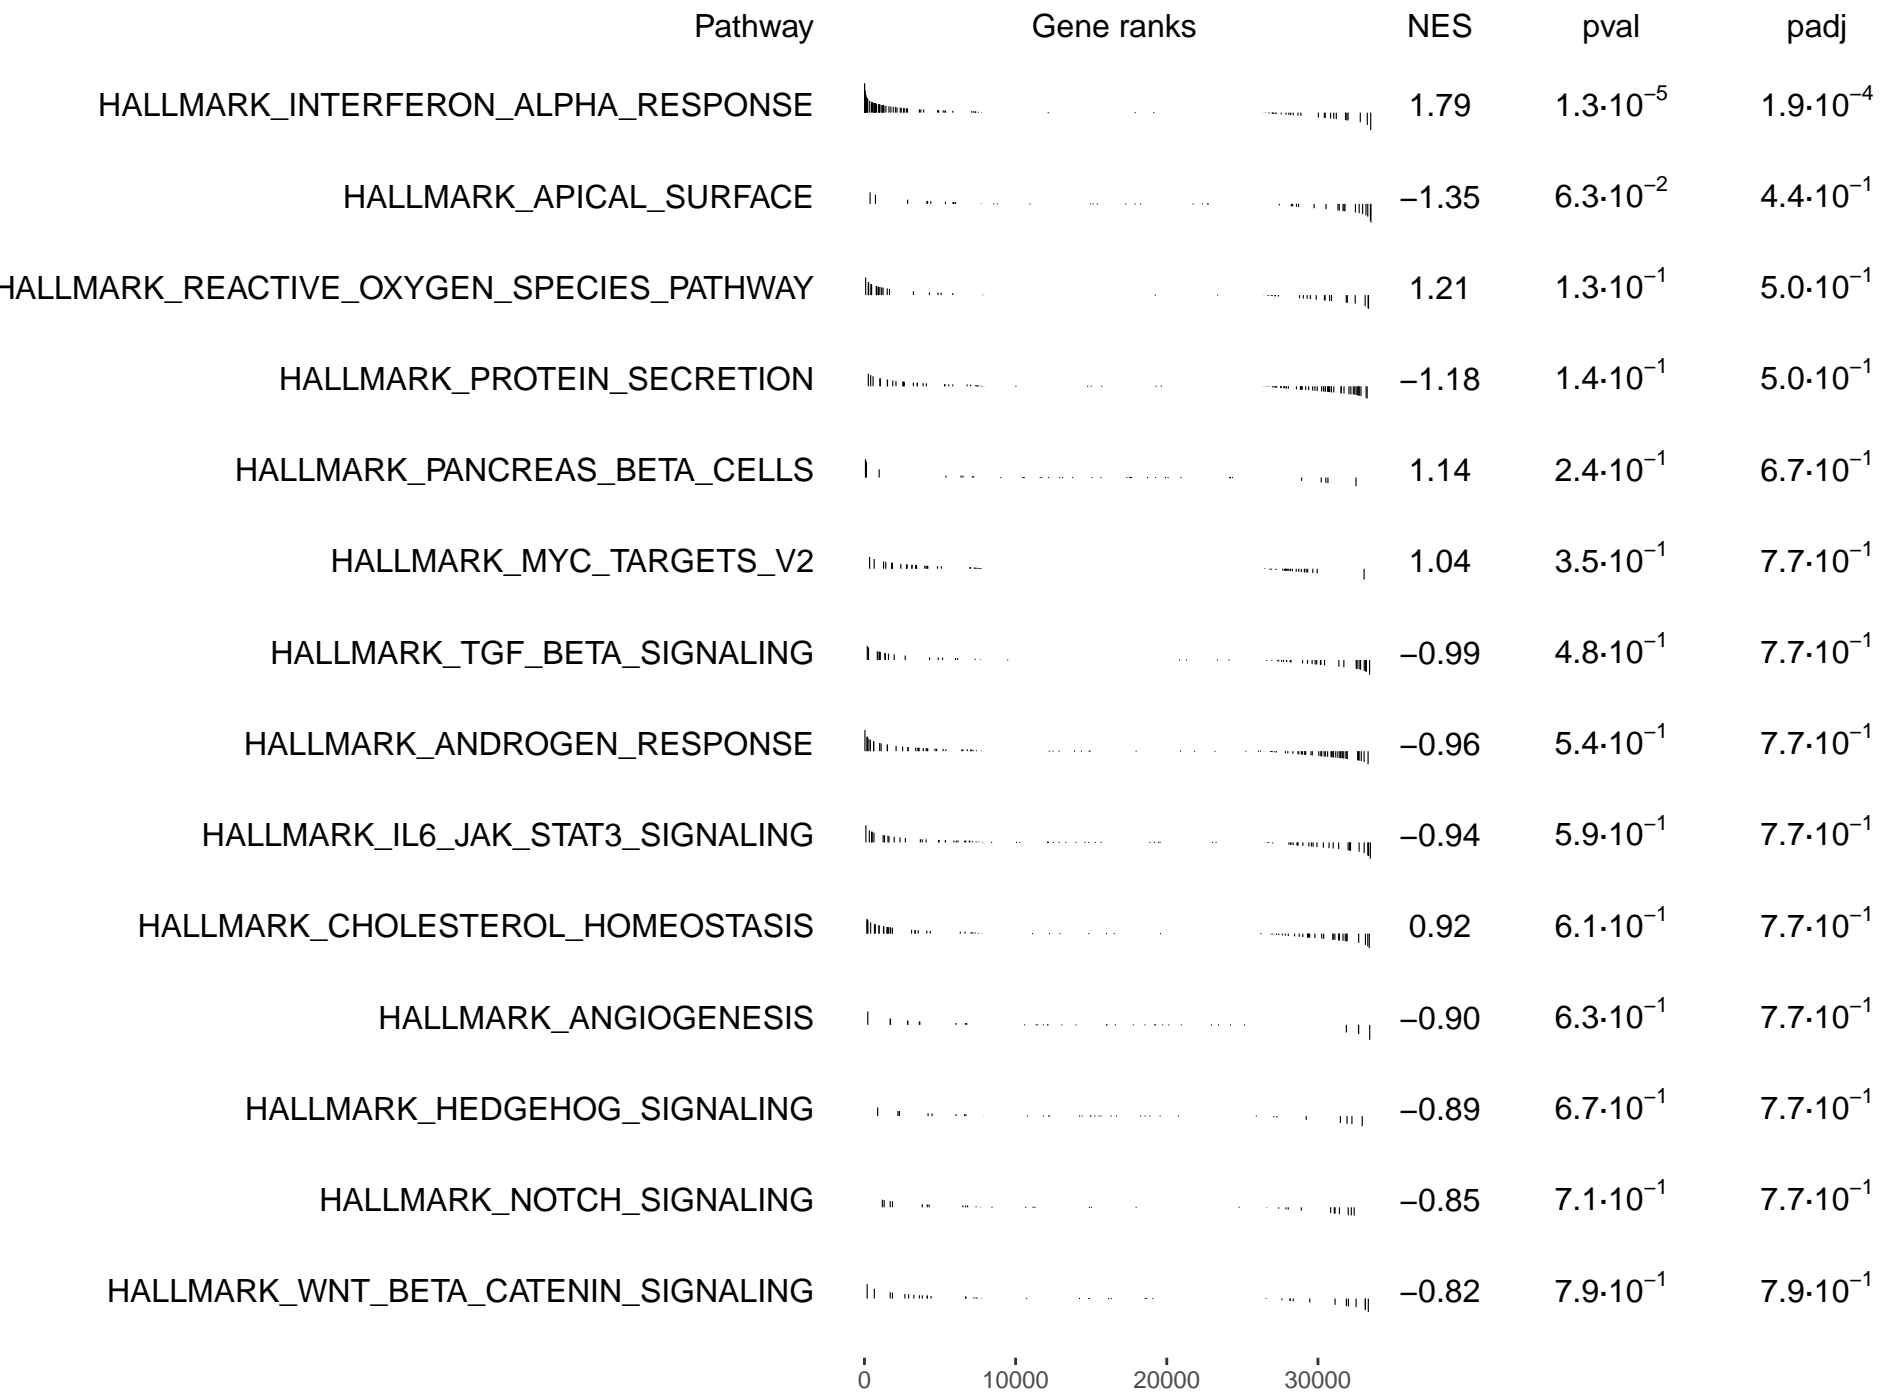 Pathway Gene ranks NES pval padj
HALLMARK_INTERFERON_ALPHA_RESPONSE 1.79 1.3·10⁻⁵ 1.9·10⁻⁴
HALLMARK_APICAL_SURFACE −1.35 6.3·10⁻² 4.4·10⁻¹
HALLMARK_REACTIVE_OXYGEN_SPECIES_PATHWAY 1.21 1.3·10⁻¹ 5.0·10⁻¹
HALLMARK_PROTEIN_SECRETION −1.18 1.4·10⁻¹ 5.0·10⁻¹
HALLMARK_PANCREAS_BETA_CELLS 1.14 2.4·10⁻¹ 6.7·10⁻¹
HALLMARK_MYC_TARGETS_V2 1.04 3.5·10⁻¹ 7.7·10⁻¹
HALLMARK_TGF_BETA_SIGNALING −0.99 4.8·10⁻¹ 7.7·10⁻¹
HALLMARK_ANDROGEN_RESPONSE −0.96 5.4·10⁻¹ 7.7·10⁻¹
HALLMARK_IL6_JAK_STAT3_SIGNALING −0.94 5.9·10⁻¹ 7.7·10⁻¹
HALLMARK_CHOLESTEROL_HOMEOSTASIS 0.92 6.1·10⁻¹ 7.7·10⁻¹
HALLMARK_ANGIOGENESIS −0.90 6.3·10⁻¹ 7.7·10⁻¹
HALLMARK_HEDGEHOG_SIGNALING −0.89 6.7·10⁻¹ 7.7·10⁻¹
HALLMARK_NOTCH_SIGNALING −0.85 7.1·10⁻¹ 7.7·10⁻¹
HALLMARK_WNT_BETA_CATENIN_SIGNALING −0.82 7.9·10⁻¹ 7.9·10⁻¹
0 10000 20000 30000